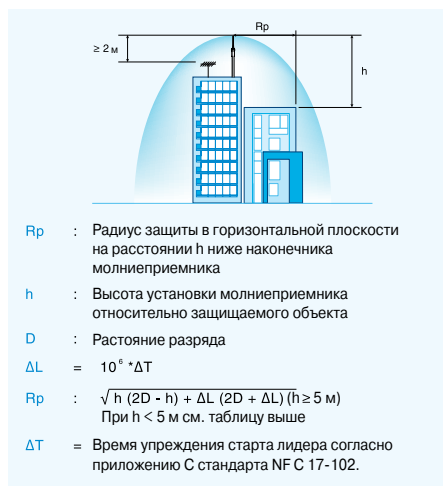 Rp
≥ 2 м
h
Rp : Радиус защиты в горизонтальной плоскости
на расстоянии h ниже наконечника
молниеприемника
h : Высота установки молниеприемника
относительно защищаемого объекта
D : Растояние разряда
ΔL = 10⁶ *ΔT
Rp : √ h (2D - h) + ΔL (2D + ΔL) (h ≥ 5 м)
При h < 5 м см. таблицу выше
ΔT = Время упреждения старта лидера согласно
приложению С стандарта NF C 17-102.